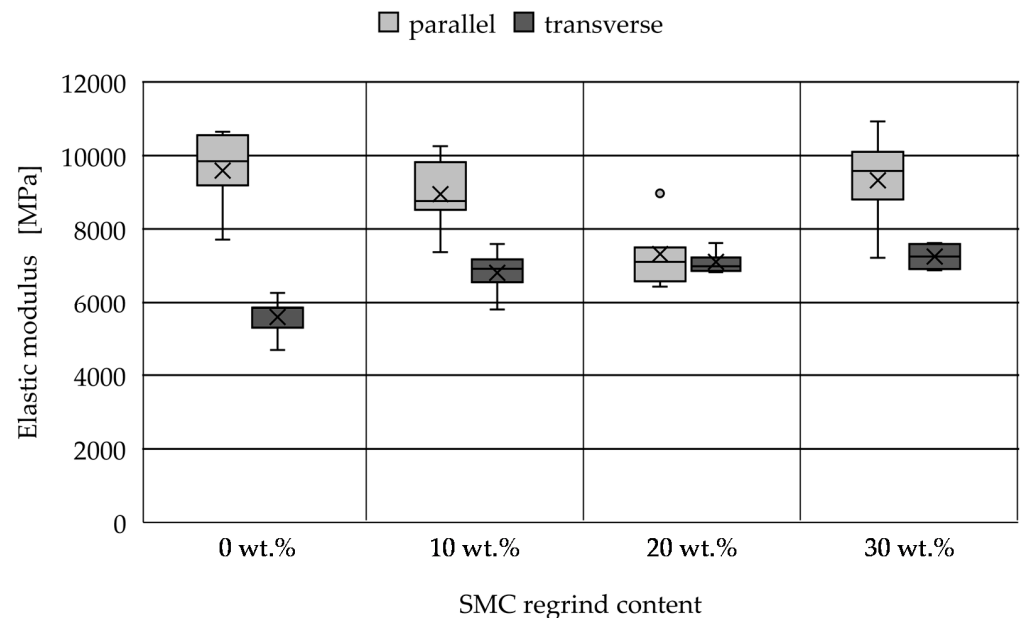 parallel transverse
12000
10000
8000
6000
4000
2000
0
Elastic modulus [MPa]
0 wt.% 10 wt.% 20 wt.% 30 wt.%
SMC regrind content